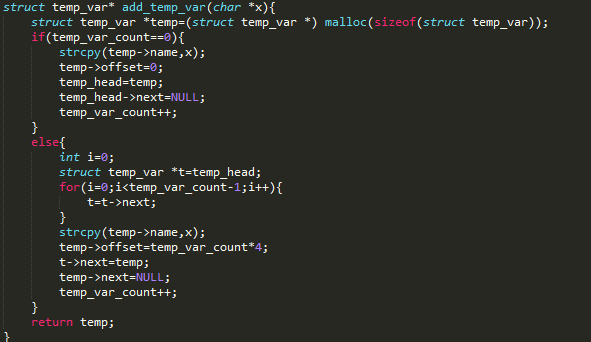 struct temp_var* add_temp_var(char *x){
    struct temp_var *temp=(struct temp_var *) malloc(sizeof(struct temp_var));
    if(temp_var_count==0){
        strcpy(temp->name,x);
        temp->offset=0;
        temp_head=temp;
        temp_head->next=NULL;
        temp_var_count++;
    }
    else{
        int i=0;
        struct temp_var *t=temp_head;
        for(i=0;i<temp_var_count-1;i++){
            t=t->next;
        }
        strcpy(temp->name,x);
        temp->offset=temp_var_count*4;
        t->next=temp;
        temp->next=NULL;
        temp_var_count++;
    }
    return temp;
}